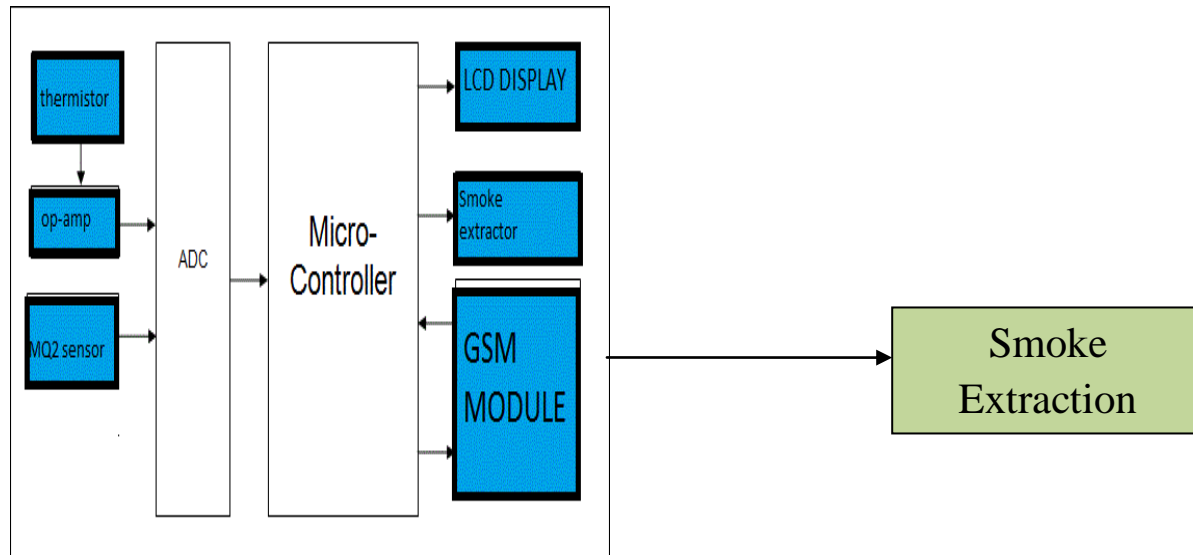 thermistor
op-amp
MQ2 sensor
ADC
Micro-
Controller
LCD DISPLAY
Smoke
extractor
GSM
MODULE
Smoke
Extraction